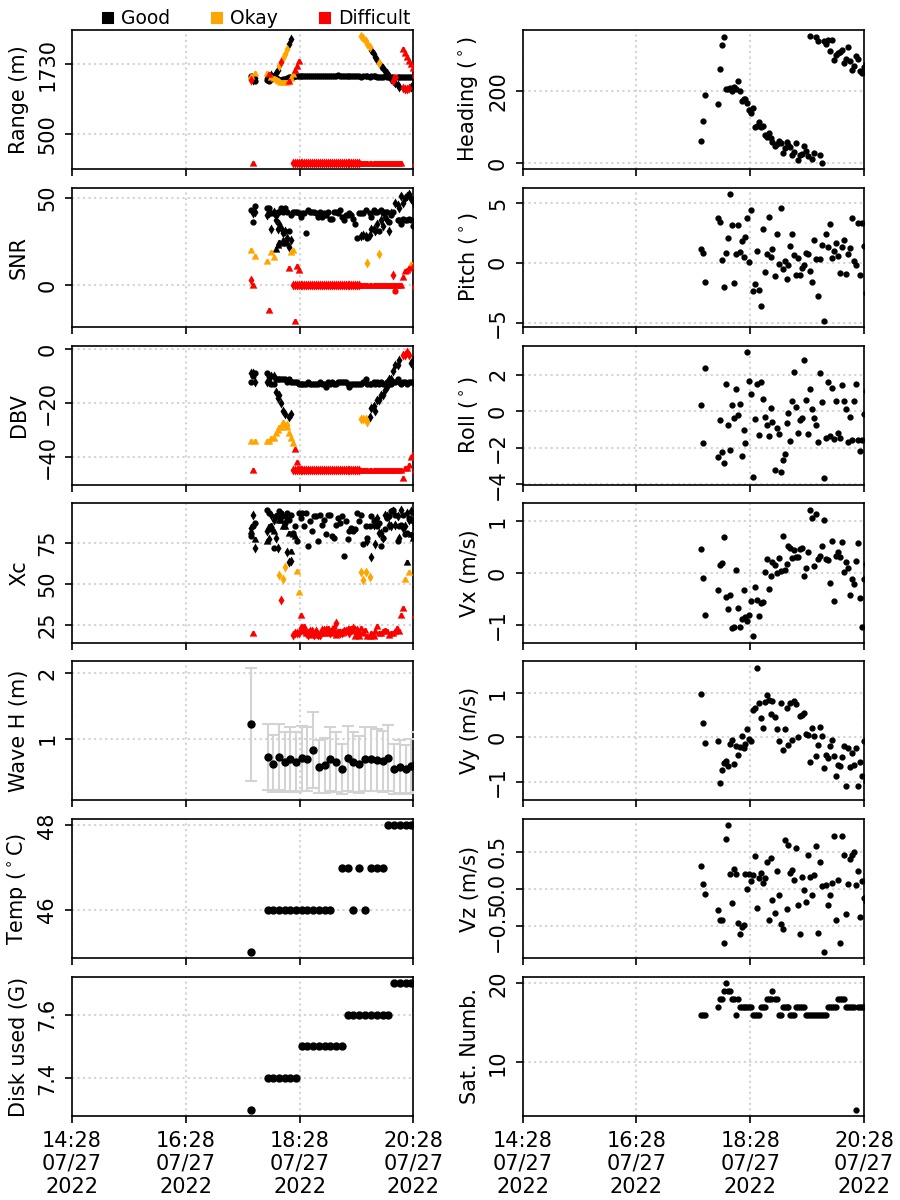 Good Okay Difficult
Range (m)
1730
500
Heading (°)
200
0
SNR
50
0
Pitch (°)
5
0
−5
DBV
0
−20
−40
Roll (°)
2
0
−2
−4
Xc
75
50
25
Vx (m/s)
1
0
−1
Wave H (m)
2
1
Vy (m/s)
1
0
−1
Temp (°C)
48
46
Vz (m/s)
0.5
0.0
−0.5
Disk used (G)
7.6
7.4
Sat. Numb.
20
10
14:28 16:28 18:28 20:28 14:28 16:28 18:28 20:28
07/27 07/27 07/27 07/27 07/27 07/27 07/27 07/27
2022 2022 2022 2022 2022 2022 2022 2022